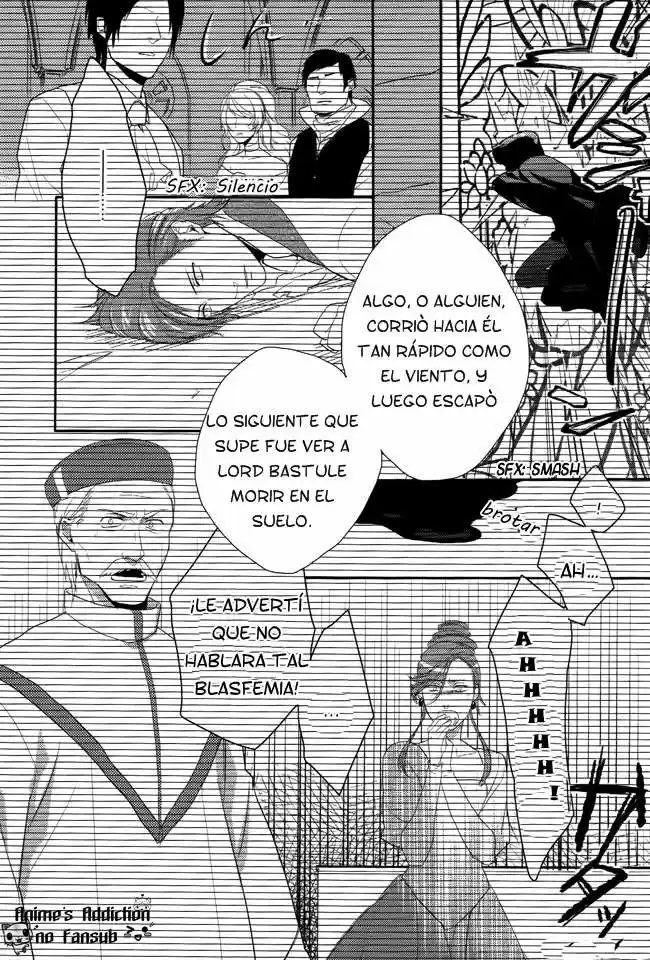 ALGO, O ALGUIEN,
CORRIÒ HACIA ÉL
TAN RÁPIDO COMO
EL VIENTO, Y
LUEGO ESCAPÒ
SFX: SMASH
SFX: Silencio
.......
LO SIGUIENTE QUE
SUPE FUE VER A
LORD BASTULE
MORIR EN EL
SUELO.
brotar
!
AH...
AHHHHH!
¡LE ADVERTÍ
QUE NO
HABLARA TAL
BLASFEMIA!
...
Anime's Addiction
no Fansub